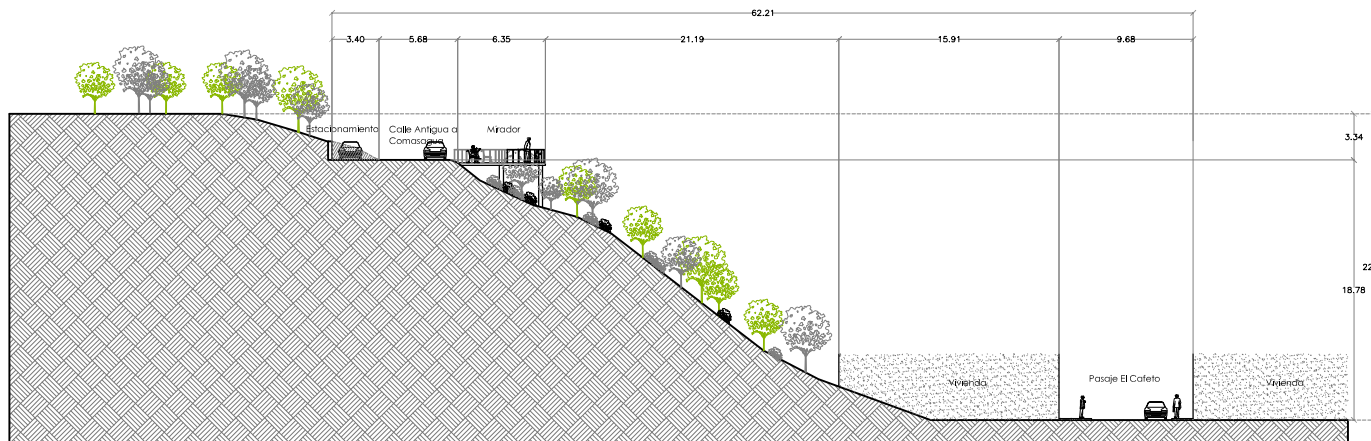 62.21
3.40 5.68 6.35 21.19 15.91 9.68
Estacionamiento Calle Antigua a Mirador
Comasagua
3.34
22
18.78
Vivienda Pasaje El Cafeto Vivienda